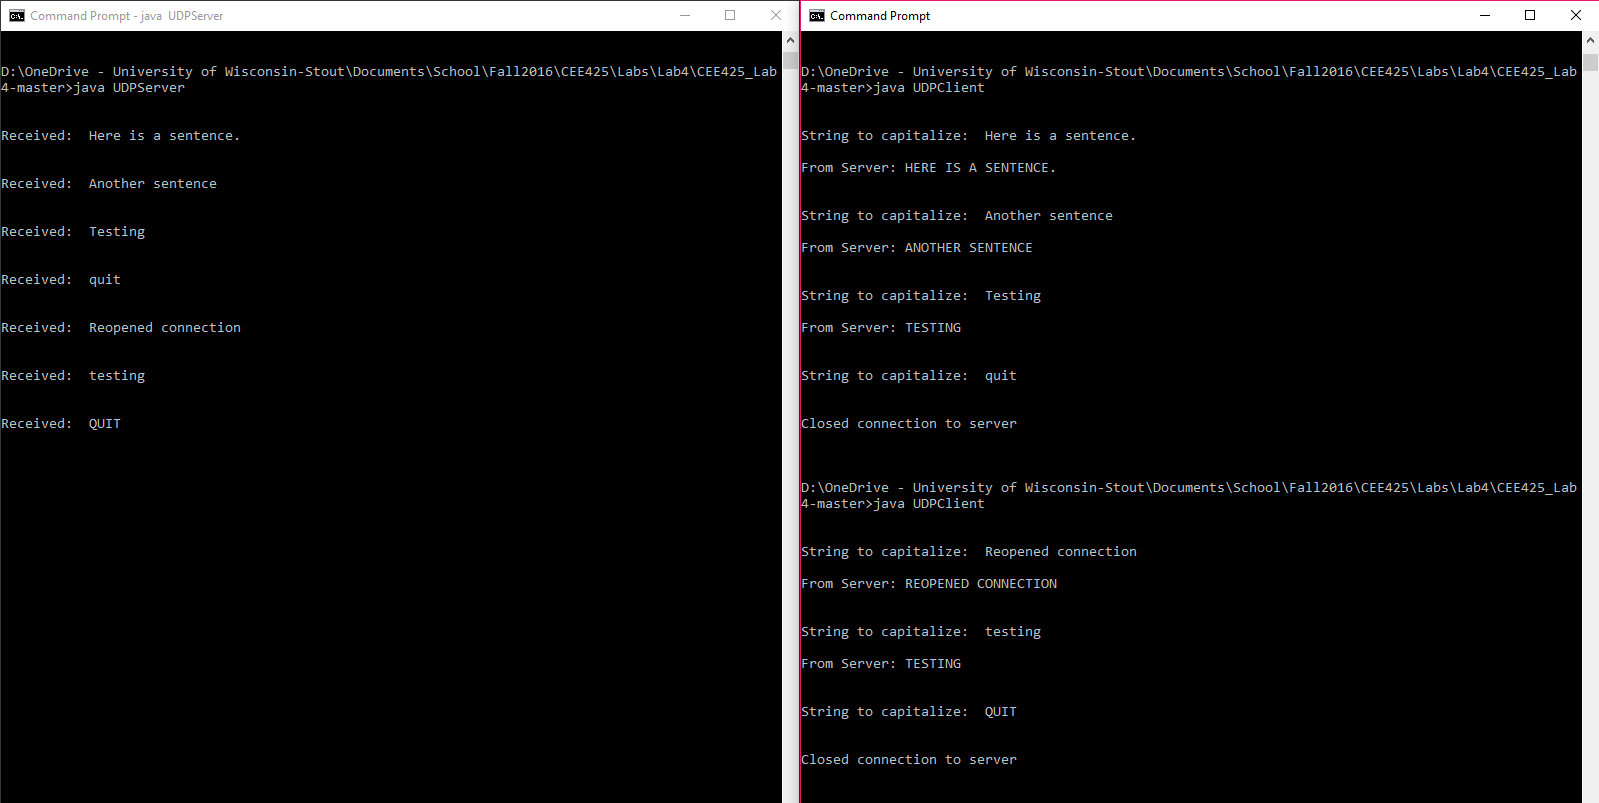 Command Prompt - java  UDPServer
D:\OneDrive - University of Wisconsin-Stout\Documents\School\Fall2016\CEE425\Labs\Lab4\CEE425_Lab
4-master>java UDPServer
Received:  Here is a sentence.
Received:  Another sentence
Received:  Testing
Received:  quit
Received:  Reopened connection
Received:  testing
Received:  QUIT
Command Prompt
D:\OneDrive - University of Wisconsin-Stout\Documents\School\Fall2016\CEE425\Labs\Lab4\CEE425_Lab
4-master>java UDPClient
String to capitalize:  Here is a sentence.
From Server: HERE IS A SENTENCE.
String to capitalize:  Another sentence
From Server: ANOTHER SENTENCE
String to capitalize:  Testing
From Server: TESTING
String to capitalize:  quit
Closed connection to server
D:\OneDrive - University of Wisconsin-Stout\Documents\School\Fall2016\CEE425\Labs\Lab4\CEE425_Lab
4-master>java UDPClient
String to capitalize:  Reopened connection
From Server: REOPENED CONNECTION
String to capitalize:  testing
From Server: TESTING
String to capitalize:  QUIT
Closed connection to server